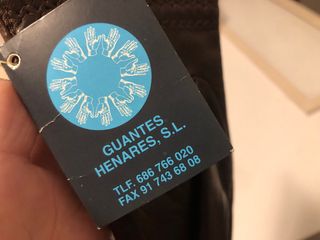 GUANTES
HENARES, S.L.
TLF. 686 766 020
FAX 91 743 68 08